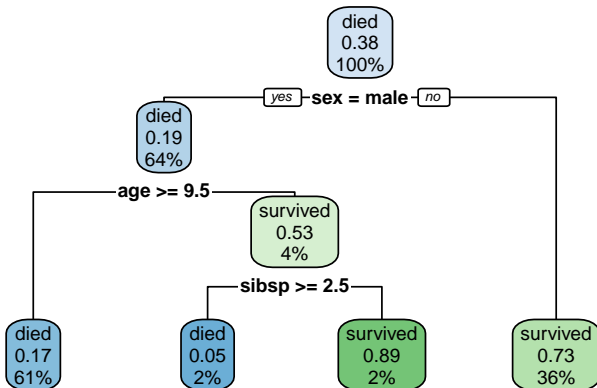 died
0.38
100%
yes sex = male no
died
0.19
64%
age >= 9.5
survived
0.53
4%
sibsp >= 2.5
died
0.17
61%
died
0.05
2%
survived
0.89
2%
survived
0.73
36%